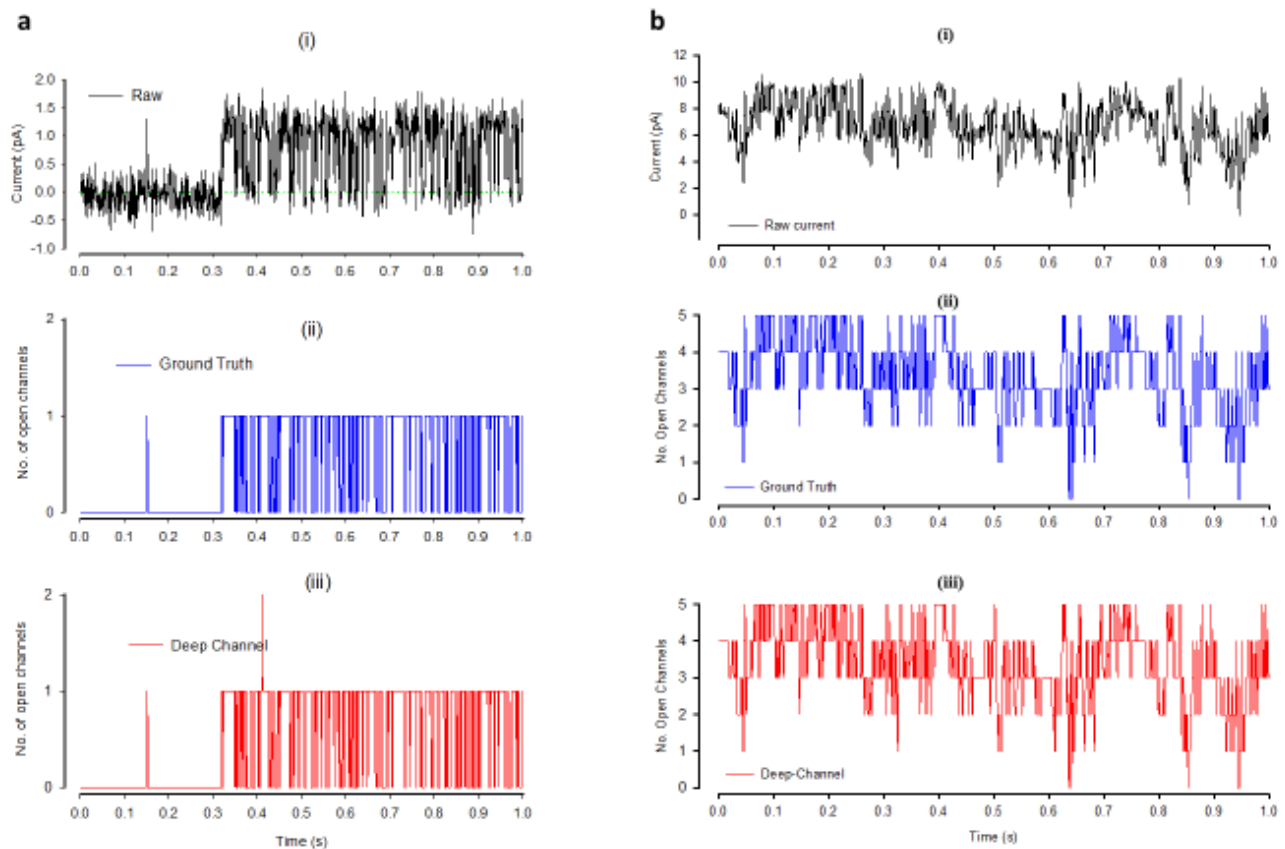 a
(i)
Current (pA)
2.0
1.5
1.0
0.5
0.0
-0.5
-1.0
Raw
0.0 0.1 0.2 0.3 0.4 0.5 0.6 0.7 0.8 0.9 1.0
(ii)
No. of open channels
2
1
0
Ground Truth
0.0 0.1 0.2 0.3 0.4 0.5 0.6 0.7 0.8 0.9 1.0
(iii)
No. of open channels
2
1
0
Deep Channel
0.0 0.1 0.2 0.3 0.4 0.5 0.6 0.7 0.8 0.9 1.0
Time (s)
b
(i)
Current (pA)
12
10
8
6
4
2
0
Raw current
0.0 0.1 0.2 0.3 0.4 0.5 0.6 0.7 0.8 0.9 1.0
(ii)
No. Open Channels
5
4
3
2
1
0
Ground Truth
0.0 0.1 0.2 0.3 0.4 0.5 0.6 0.7 0.8 0.9 1.0
(iii)
No. Open Channels
5
4
3
2
1
0
Deep-Channel
0.0 0.1 0.2 0.3 0.4 0.5 0.6 0.7 0.8 0.9 1.0
Time (s)